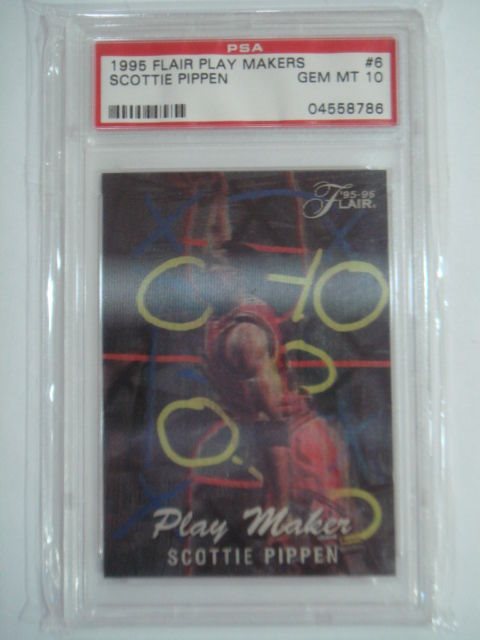 PSA
1995 FLAIR PLAY MAKERS #6
SCOTTIE PIPPEN GEM MT 10
04558786
'95-96
FLAIR
Play Maker
SCOTTIE PIPPEN